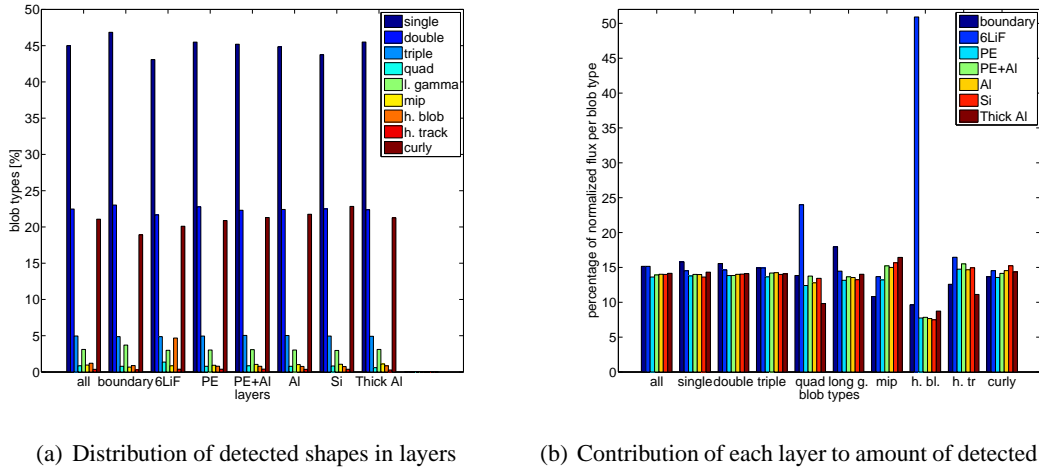 50
45
40
35
30
25
20
15
10
5
0
blob types [%]
single
double
triple
quad
l. gamma
mip
h. blob
h. track
curly
all boundary 6LiF PE PE+Al Al Si Thick Al
layers
50
45
40
35
30
25
20
15
10
5
0
percentage of normalized flux per blob type
boundary
6LiF
PE
PE+Al
Al
Si
Thick Al
all single double triple quad long g. mip h. bl. h. tr curly
blob types
(a) Distribution of detected shapes in layers
(b) Contribution of each layer to amount of detected